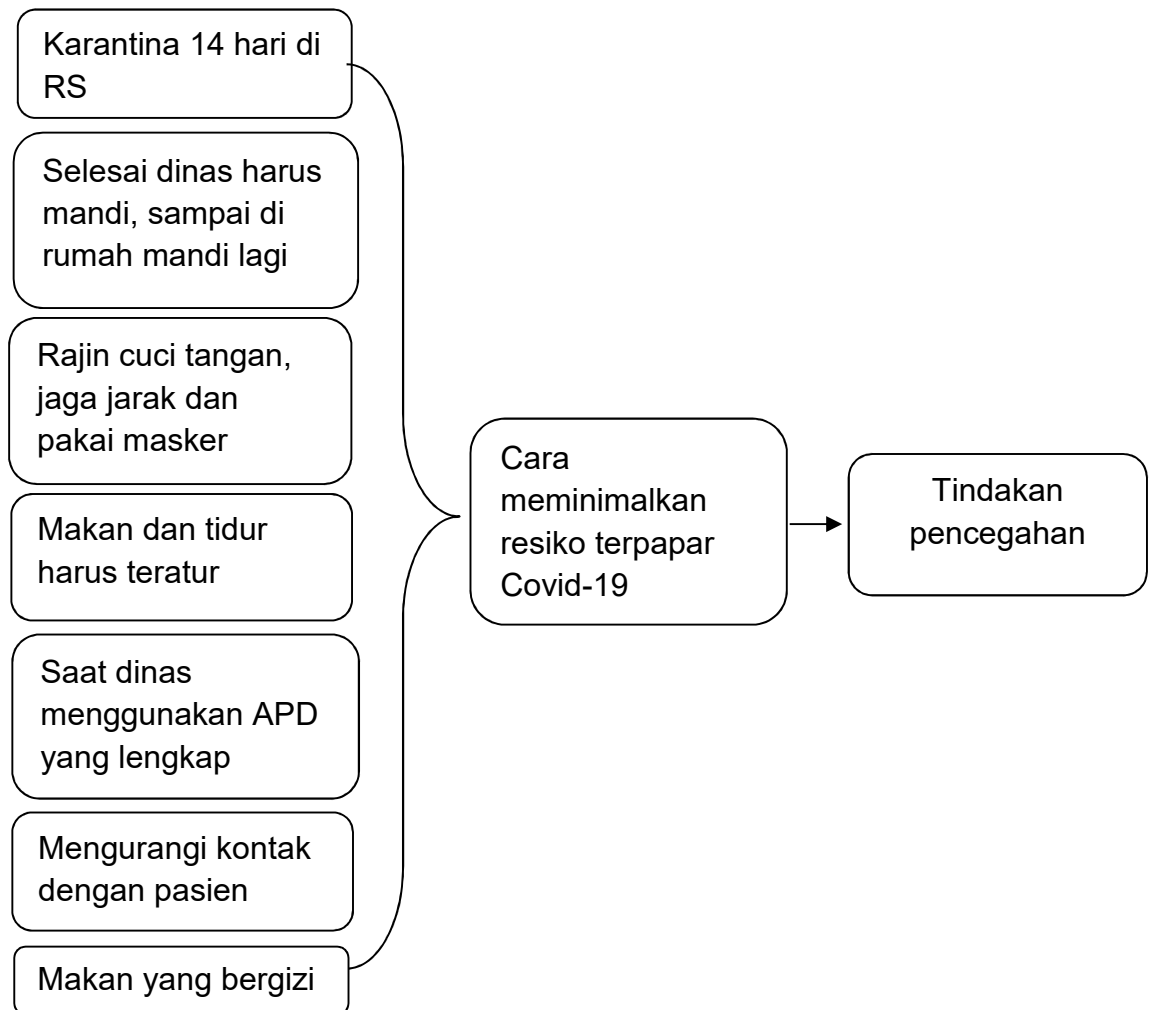 Karantina 14 hari di
RS
Selesai dinas harus
mandi, sampai di
rumah mandi lagi
Rajin cuci tangan,
jaga jarak dan
pakai masker
Makan dan tidur
harus teratur
Saat dinas
menggunakan APD
yang lengkap
Mengurangi kontak
dengan pasien
Makan yang bergizi
Cara
meminimalkan
resiko terpapar
Covid-19
Tindakan
pencegahan